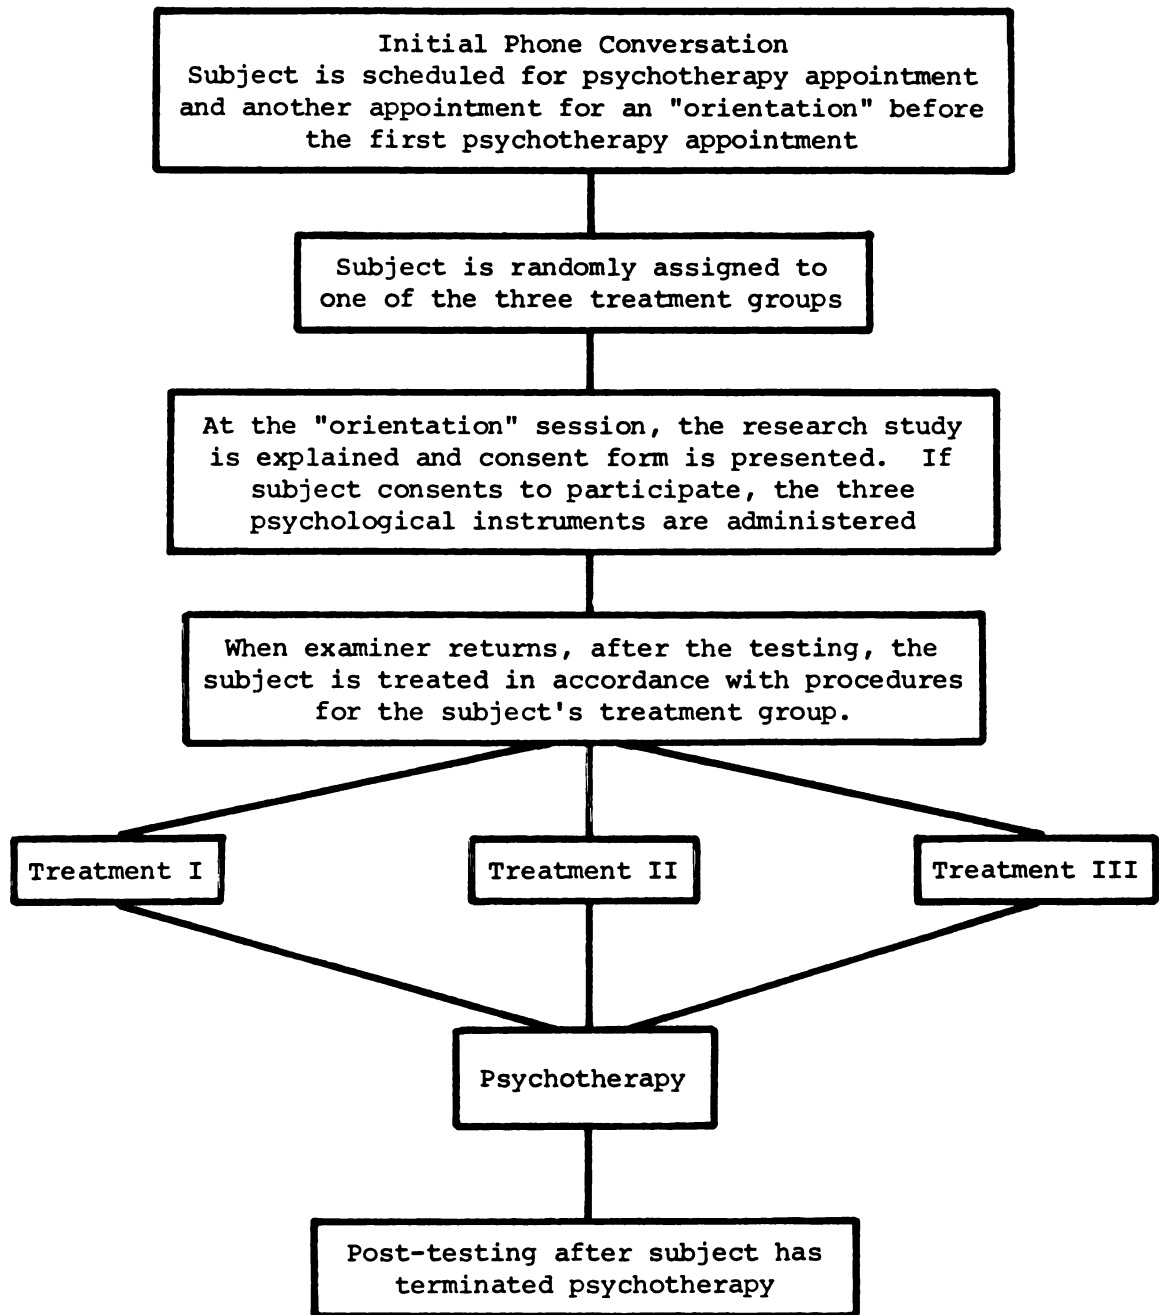 Initial Phone Conversation
Subject is scheduled for psychotherapy appointment
and another appointment for an "orientation" before
the first psychotherapy appointment
Subject is randomly assigned to
one of the three treatment groups
At the "orientation" session, the research study
is explained and consent form is presented.  If
subject consents to participate, the three
psychological instruments are administered
When examiner returns, after the testing, the
subject is treated in accordance with procedures
for the subject's treatment group.
Treatment I
Treatment II
Treatment III
Psychotherapy
Post-testing after subject has
terminated psychotherapy